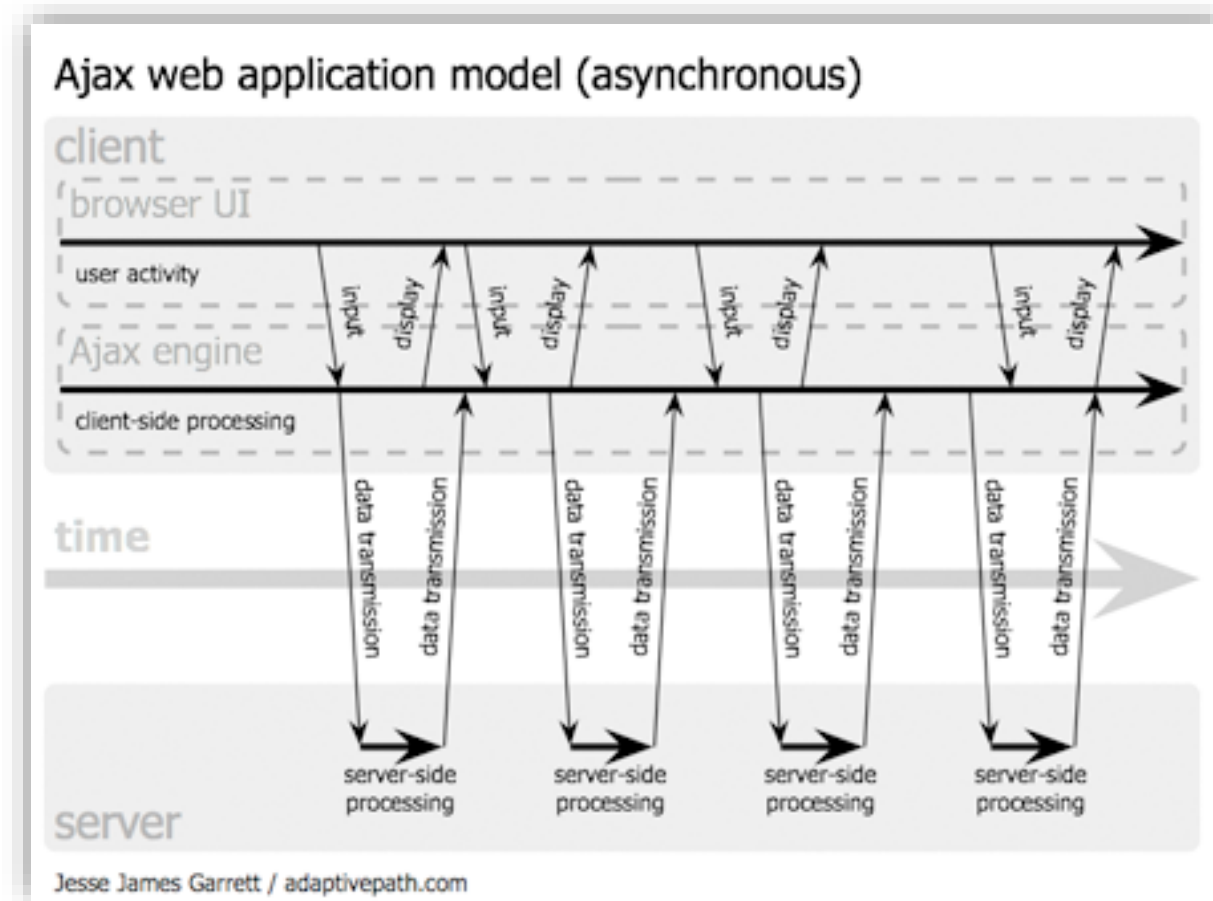 Ajax web application model (asynchronous)
client
browser UI
user activity
input
display
input
display
input
display
input
display
Ajax engine
client-side processing
data transmission
data transmission
data transmission
data transmission
data transmission
data transmission
data transmission
data transmission
time
server-side
processing
server-side
processing
server-side
processing
server-side
processing
server
Jesse James Garrett / adaptivepath.com